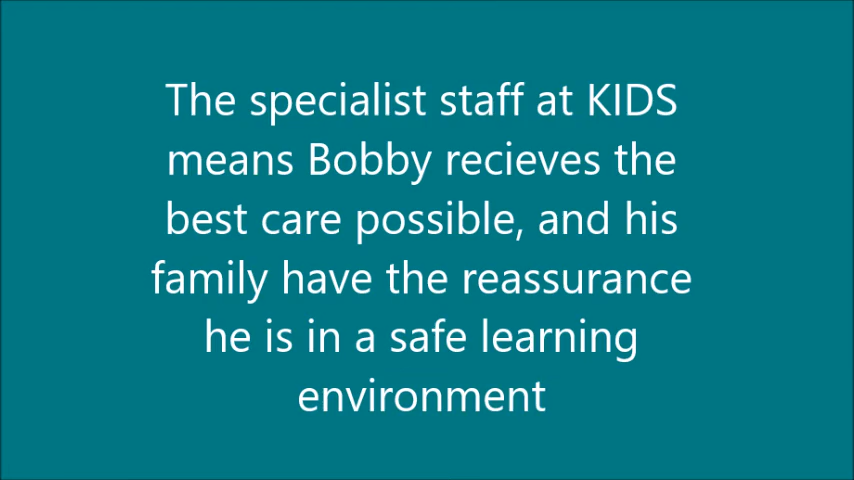 The specialist staff at KIDS
means Bobby recieves the
best care possible, and his
family have the reassurance
he is in a safe learning
environment